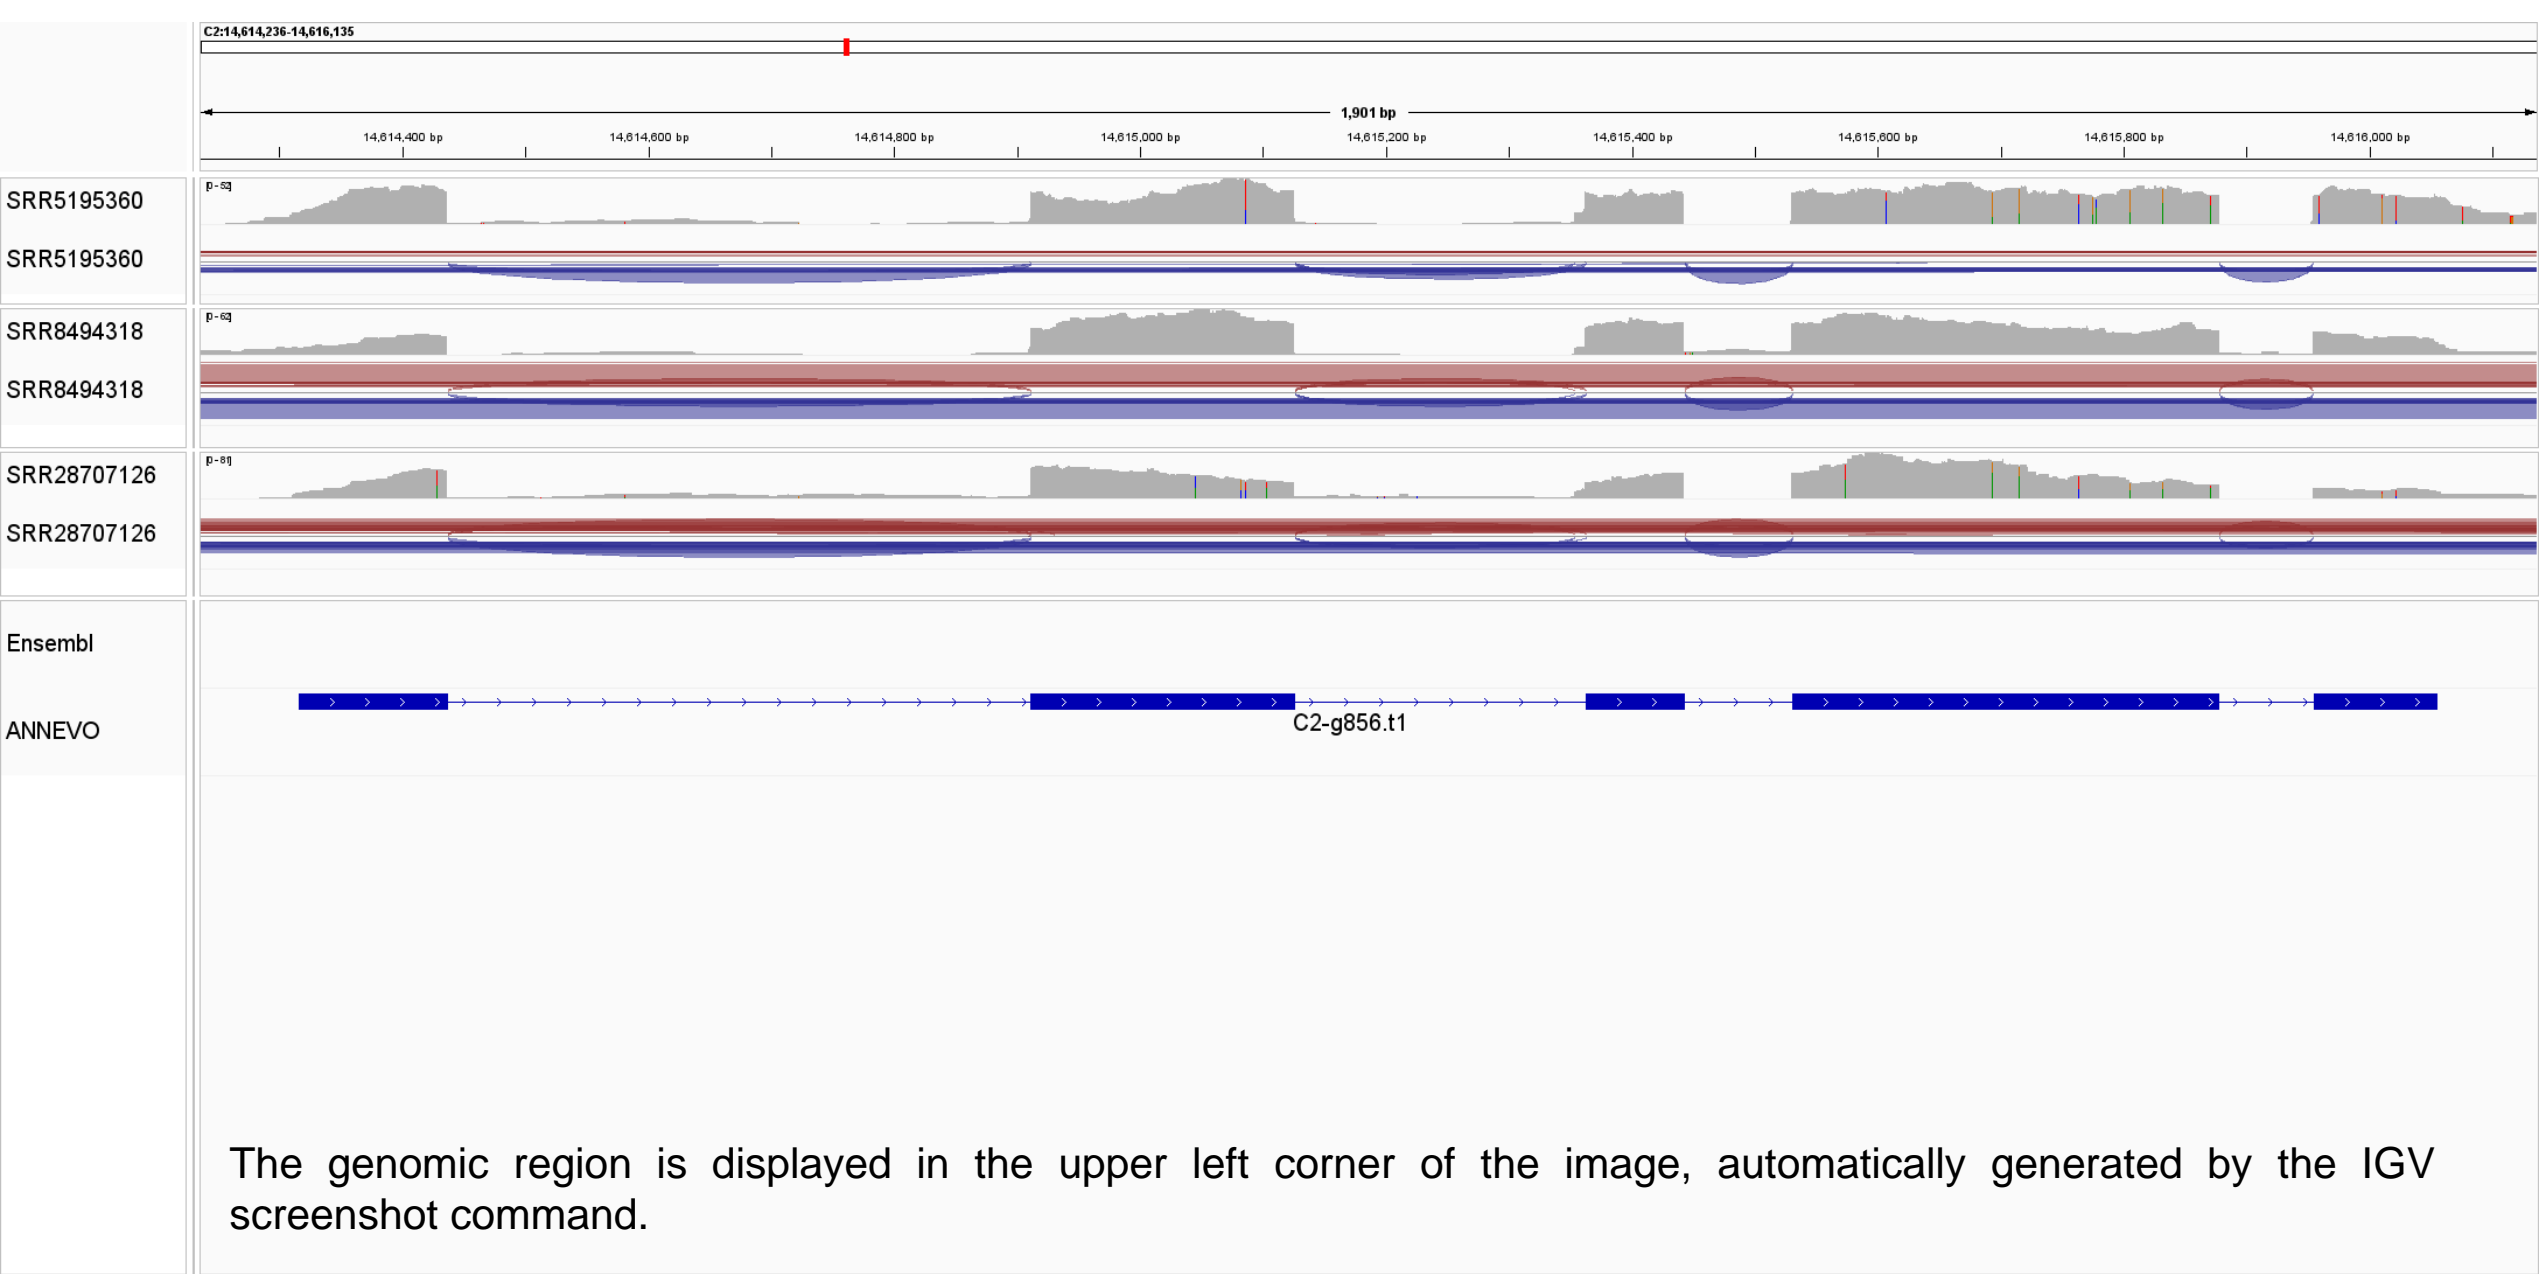 C2:14,614,236-14,616,135
1,901 bp
14,614,400 bp 14,614,600 bp 14,614,800 bp 14,615,000 bp 14,615,200 bp 14,615,400 bp 14,615,600 bp 14,615,800 bp 14,616,000 bp
[0-52]
SRR5195360
SRR5195360
[0-62]
SRR8494318
SRR8494318
[0-81]
SRR28707126
SRR28707126
Ensembl
C2-g856.t1
ANNEVO
The genomic region is displayed in the upper left corner of the image, automatically generated by the IGV
screenshot command.